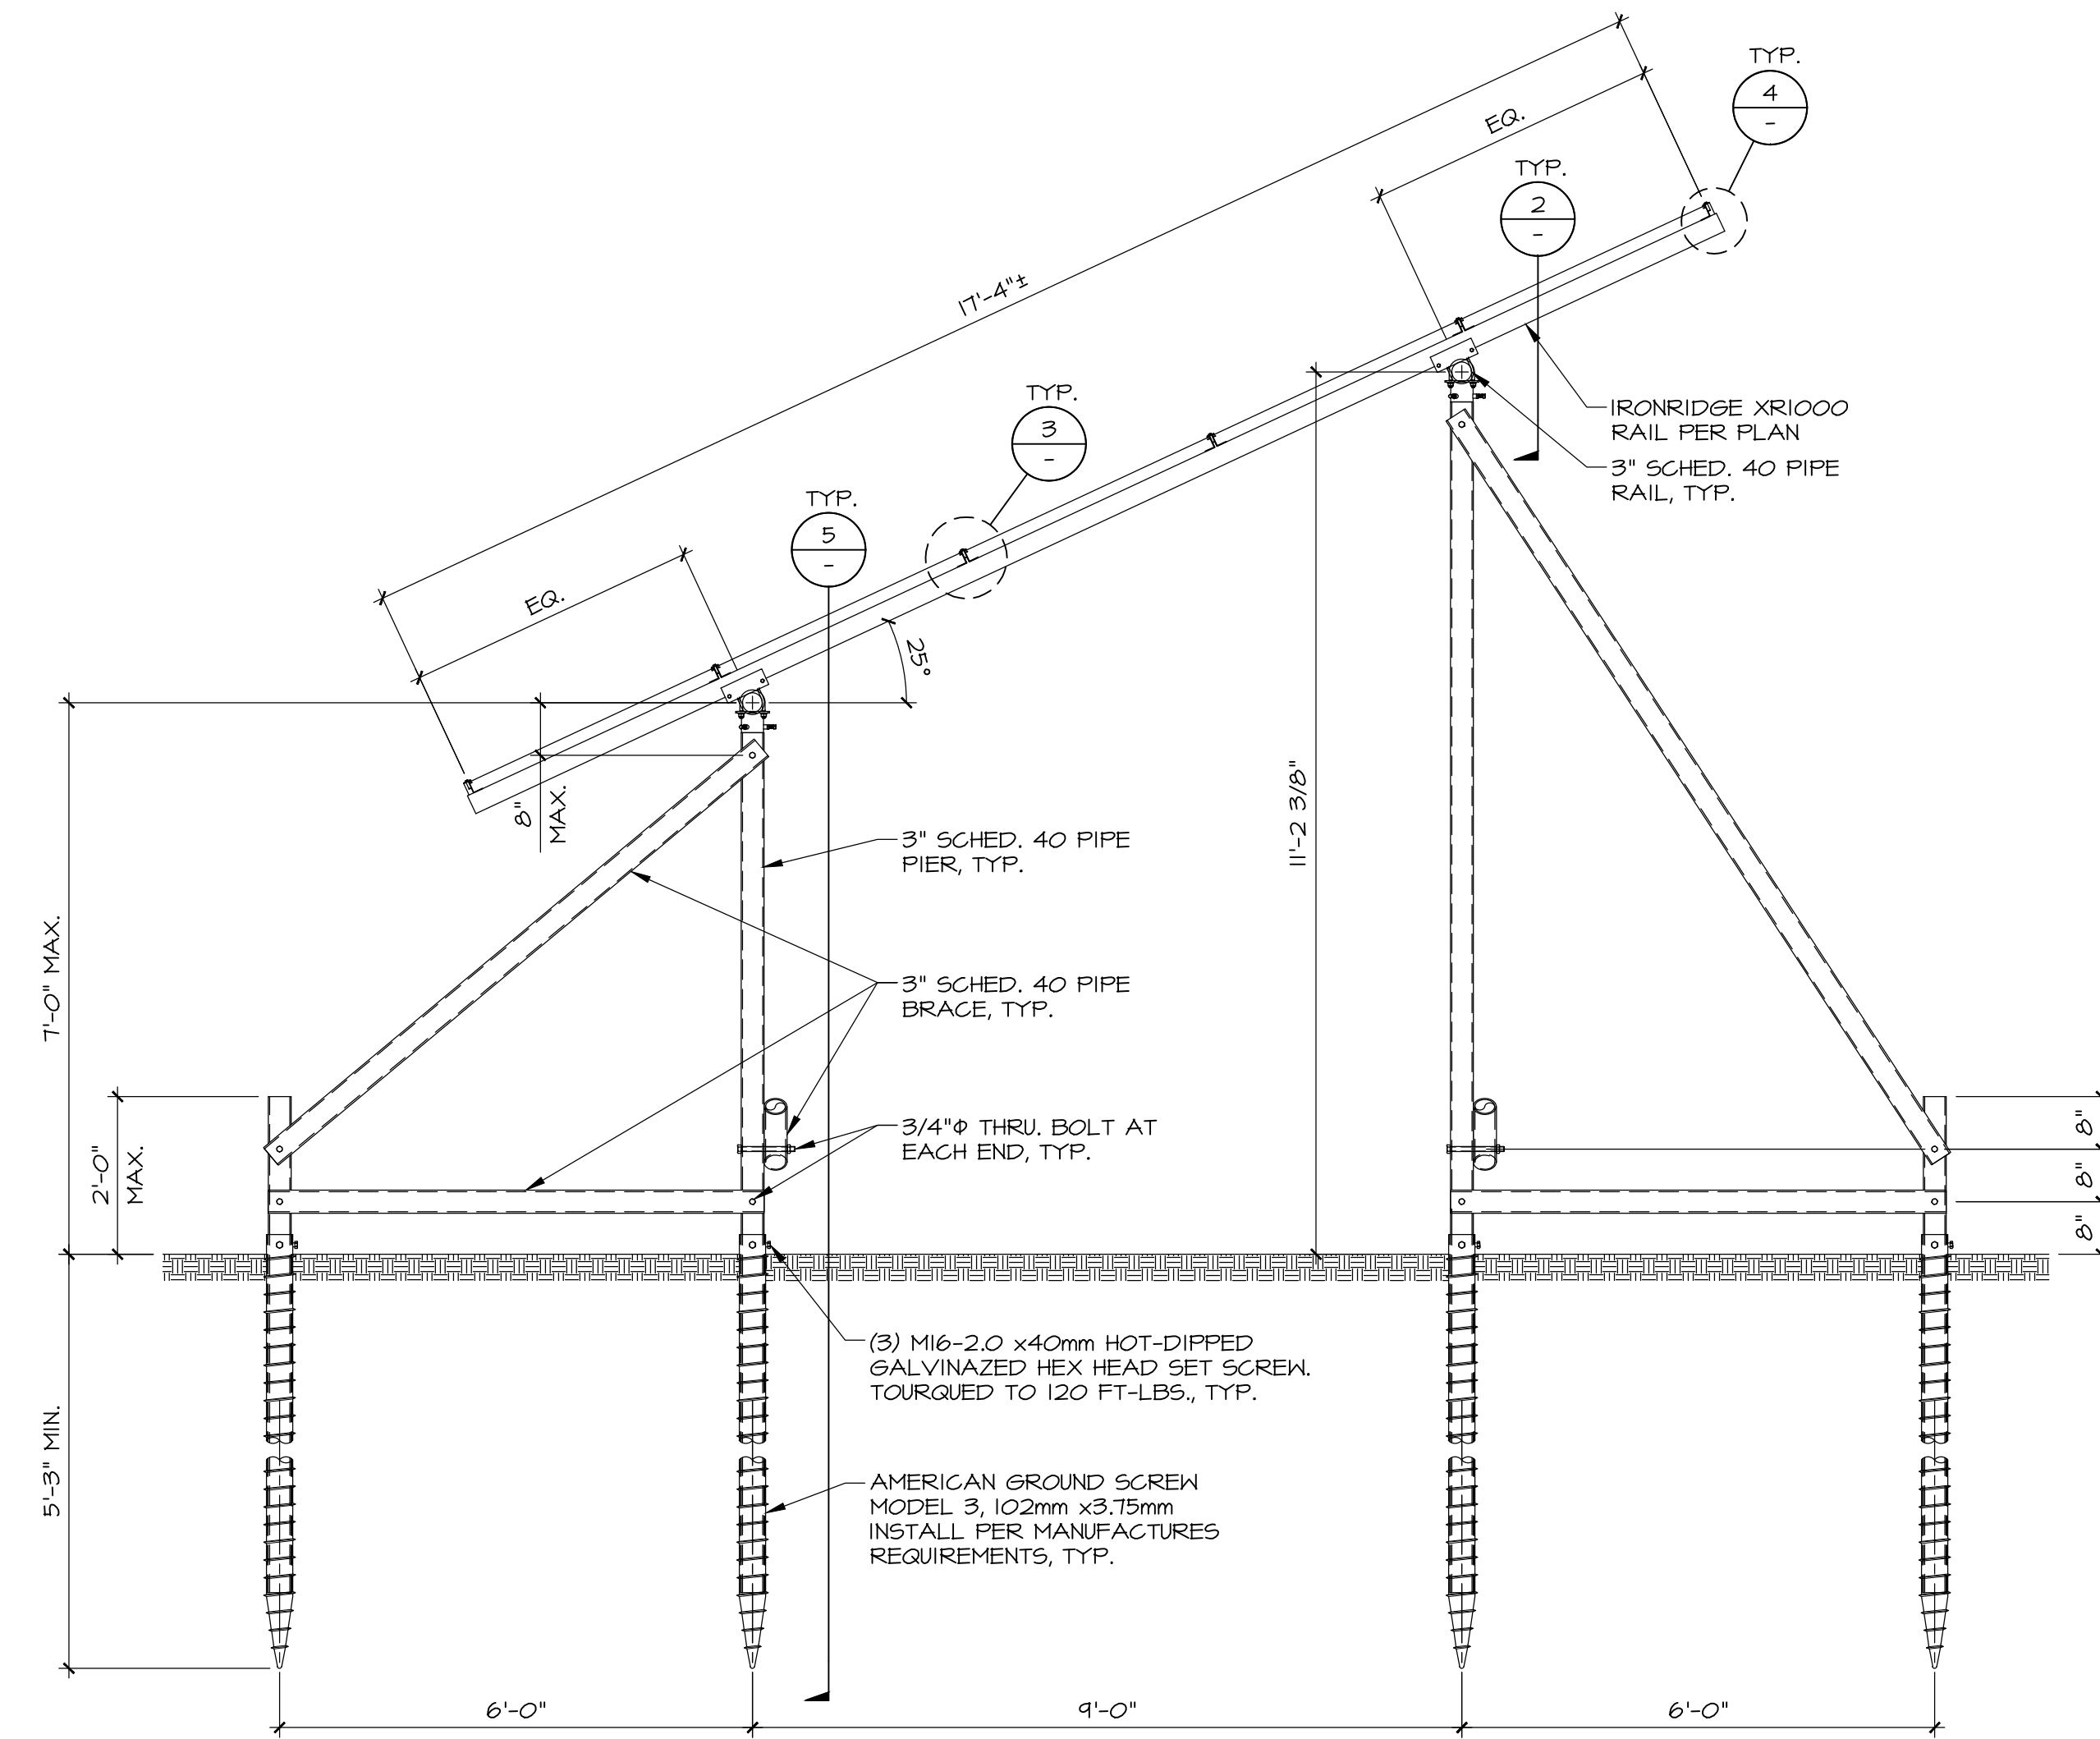 TYP.
4
-
EQ.
TYP.
2
-
17'-4"±
IRONRIDGE XR1000
RAIL PER PLAN
3" SCHED. 40 PIPE
RAIL, TYP.
TYP.
3
-
TYP.
5
-
EQ.
25°
8"
MAX.
11'-2 3/8"
3" SCHED. 40 PIPE
PIER, TYP.
7'-0" MAX.
3" SCHED. 40 PIPE
BRACE, TYP.
3/4"Φ THRU. BOLT AT
EACH END, TYP.
2'-0"
MAX.
8"
8"
8"
(3) M16-2.0 x40mm HOT-DIPPED
GALVINAZED HEX HEAD SET SCREW.
TOURQUED TO 120 FT-LBS., TYP.
5'-3" MIN.
AMERICAN GROUND SCREW
MODEL 3, 102mm x3.75mm
INSTALL PER MANUFACTURES
REQUIREMENTS, TYP.
6'-0"
9'-0"
6'-0"